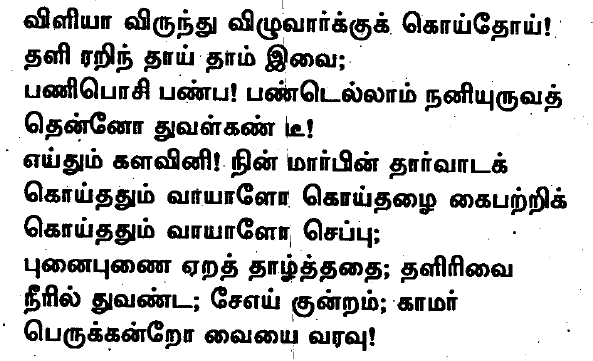 விளியா விருந்து விழுவார்க்குக் கொய்தோய்!
தளி ரறிந் தாய் தாம் இவை;
பணிபொசி பண்ப! பண்டெல்லாம் நனியுருவத்
தென்னோ துவள்கண் டீ!
எய்தும் களவினி! நின் மார்பின் தார்வாடக்
கொய்ததும் வாயாளோ கொய்தழை கைபற்றிக்
கொய்ததும் வாயாளோ செப்பு;
புனைபுணை ஏறத் தாழ்த்ததை; தளிரிவை
நீரில் துவண்ட; சேஎய் குன்றம்; காமர்
பெருக்கன்றோ வையை வரவு!